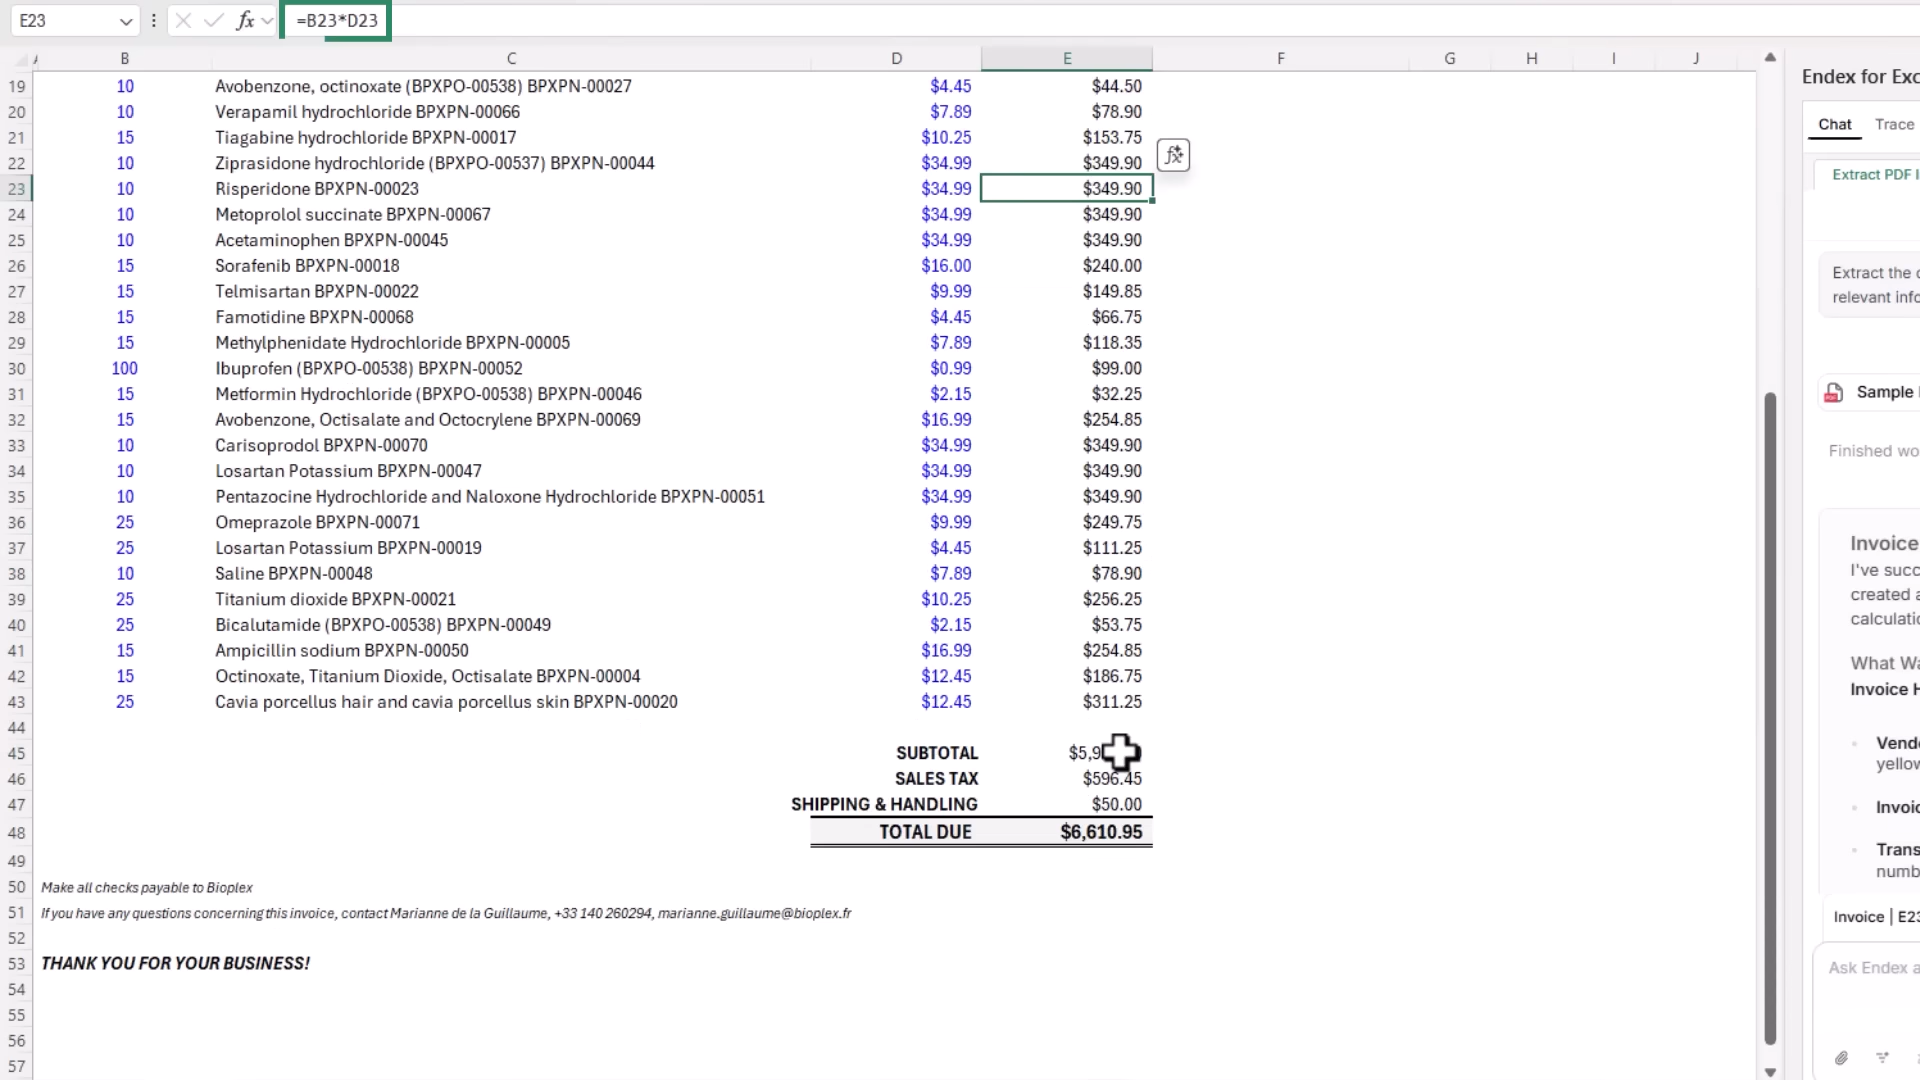 E23 fx =B23*D23
A B C D E F G H I J
19 10 Avobenzone, octinoxate (BPXPO-00538) BPXPN-00027 $4.45 $44.50
20 10 Verapamil hydrochloride BPXPN-00066 $7.89 $78.90
21 15 Tiagabine hydrochloride BPXPN-00017 $10.25 $153.75
22 10 Ziprasidone hydrochloride (BPXPO-00537) BPXPN-00044 $34.99 $349.90
23 10 Risperidone BPXPN-00023 $34.99 $349.90
24 10 Metoprolol succinate BPXPN-00067 $34.99 $349.90
25 10 Acetaminophen BPXPN-00045 $34.99 $349.90
26 15 Sorafenib BPXPN-00018 $16.00 $240.00
27 15 Telmisartan BPXPN-00022 $9.99 $149.85
28 15 Famotidine BPXPN-00068 $4.45 $66.75
29 15 Methylphenidate Hydrochloride BPXPN-00005 $7.89 $118.35
30 100 Ibuprofen (BPXPO-00538) BPXPN-00052 $0.99 $99.00
31 15 Metformin Hydrochloride (BPXPO-00538) BPXPN-00046 $2.15 $32.25
32 15 Avobenzone, Octisalate and Octocrylene BPXPN-00069 $16.99 $254.85
33 10 Carisoprodol BPXPN-00070 $34.99 $349.90
34 10 Losartan Potassium BPXPN-00047 $34.99 $349.90
35 10 Pentazocine Hydrochloride and Naloxone Hydrochloride BPXPN-00051 $34.99 $349.90
36 25 Omeprazole BPXPN-00071 $9.99 $249.75
37 25 Losartan Potassium BPXPN-00019 $4.45 $111.25
38 10 Saline BPXPN-00048 $7.89 $78.90
39 25 Titanium dioxide BPXPN-00021 $10.25 $256.25
40 25 Bicalutamide (BPXPO-00538) BPXPN-00049 $2.15 $53.75
41 15 Ampicillin sodium BPXPN-00050 $16.99 $254.85
42 15 Octinoxate, Titanium Dioxide, Octisalate BPXPN-00004 $12.45 $186.75
43 25 Cavia porcellus hair and cavia porcellus skin BPXPN-00020 $12.45 $311.25
44
45 SUBTOTAL $5,9
46 SALES TAX $596.45
47 SHIPPING & HANDLING $50.00
48 TOTAL DUE $6,610.95
49
50 Make all checks payable to Bioplex
51 If you have any questions concerning this invoice, contact Marianne de la Guillaume, +33 140 260294, marianne.guillaume@bioplex.fr
52
53 THANK YOU FOR YOUR BUSINESS!
54
55
56
57
Endex for Exc
Chat Trace
Extract PDF I
Extract the
relevant info
Sample
Finished wo
Invoice
I've succ
created a
calculatio
What Wa
Invoice H
Vend
yellow
Invoic
Trans
numb
Invoice | E23
Ask Endex a